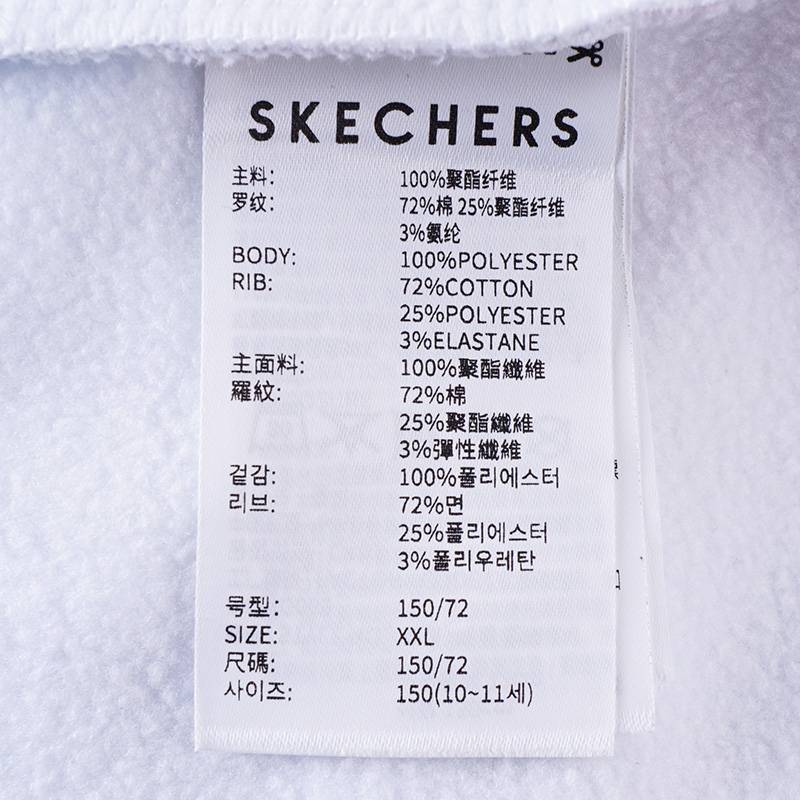 SKECHERS
主料: 100%聚酯纤维
罗纹: 72%棉 25%聚酯纤维
3%氨纶
BODY: 100%POLYESTER
RIB: 72%COTTON
25%POLYESTER
3%ELASTANE
主面料: 100%聚酯纖維
羅紋: 72%棉
25%聚酯纖維
3%彈性纖維
겉감: 100%폴리에스터
리브: 72%면
25%폴리에스터
3%폴리우레탄
号型: 150/72
SIZE: XXL
尺碼: 150/72
사이즈: 150(10~11세)